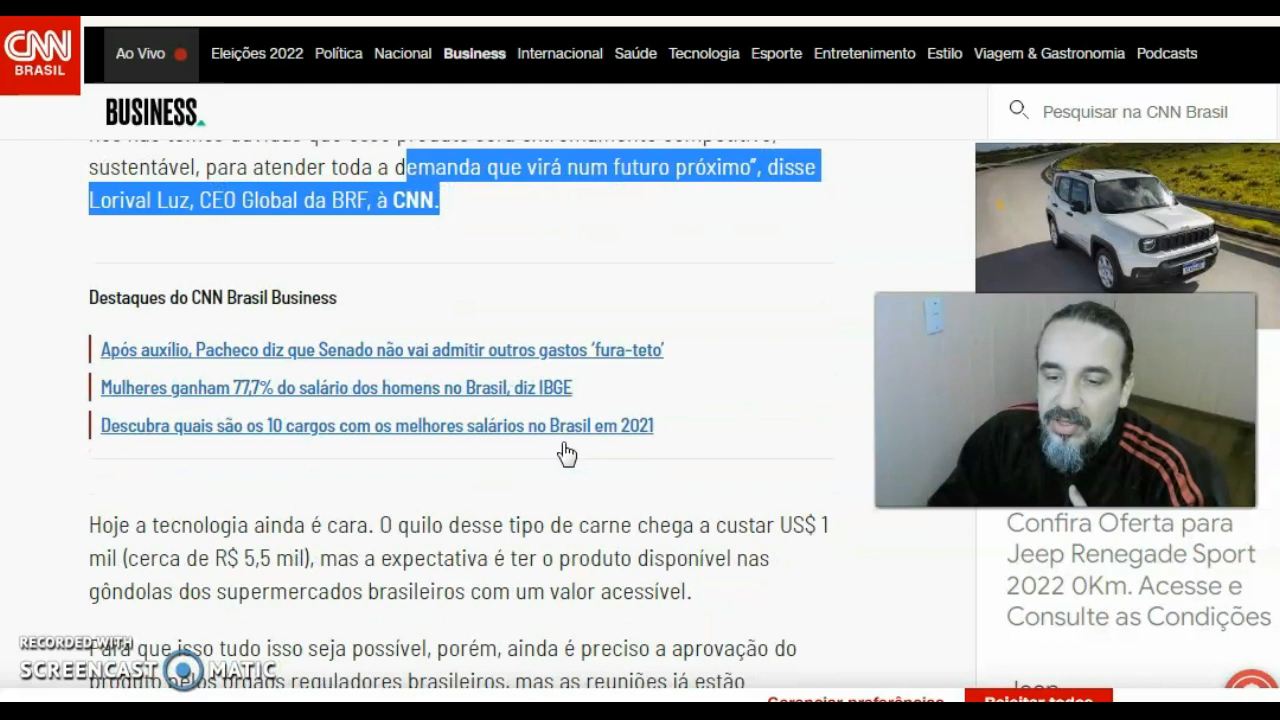 CNN
BRASIL
Ao Vivo
Eleições 2022 Política Nacional Business Internacional Saúde Tecnologia Esporte Entretenimento Estilo Viagem & Gastronomia Podcasts
BUSINESS
Pesquisar na CNN Brasil
sustentável, para atender toda a demanda que virá num futuro próximo”, disse
Lorival Luz, CEO Global da BRF, à CNN.
Destaques do CNN Brasil Business
Após auxílio, Pacheco diz que Senado não vai admitir outros gastos ‘fura-teto’
Mulheres ganham 77,7% do salário dos homens no Brasil, diz IBGE
Descubra quais são os 10 cargos com os melhores salários no Brasil em 2021
Hoje a tecnologia ainda é cara. O quilo desse tipo de carne chega a custar US$ 1
mil (cerca de R$ 5,5 mil), mas a expectativa é ter o produto disponível nas
gôndolas dos supermercados brasileiros com um valor acessível.
Para que isso tudo isso seja possível, porém, ainda é preciso a aprovação do
produto pelos órgãos reguladores brasileiros, mas as reuniões já estão
Confira Oferta para
Jeep Renegade Sport
2022 0Km. Acesse e
Consulte as Condições
Jeep
Gerenciar preferências
Rejeitar todos
RECORDED WITH
SCREENCAST MATIC